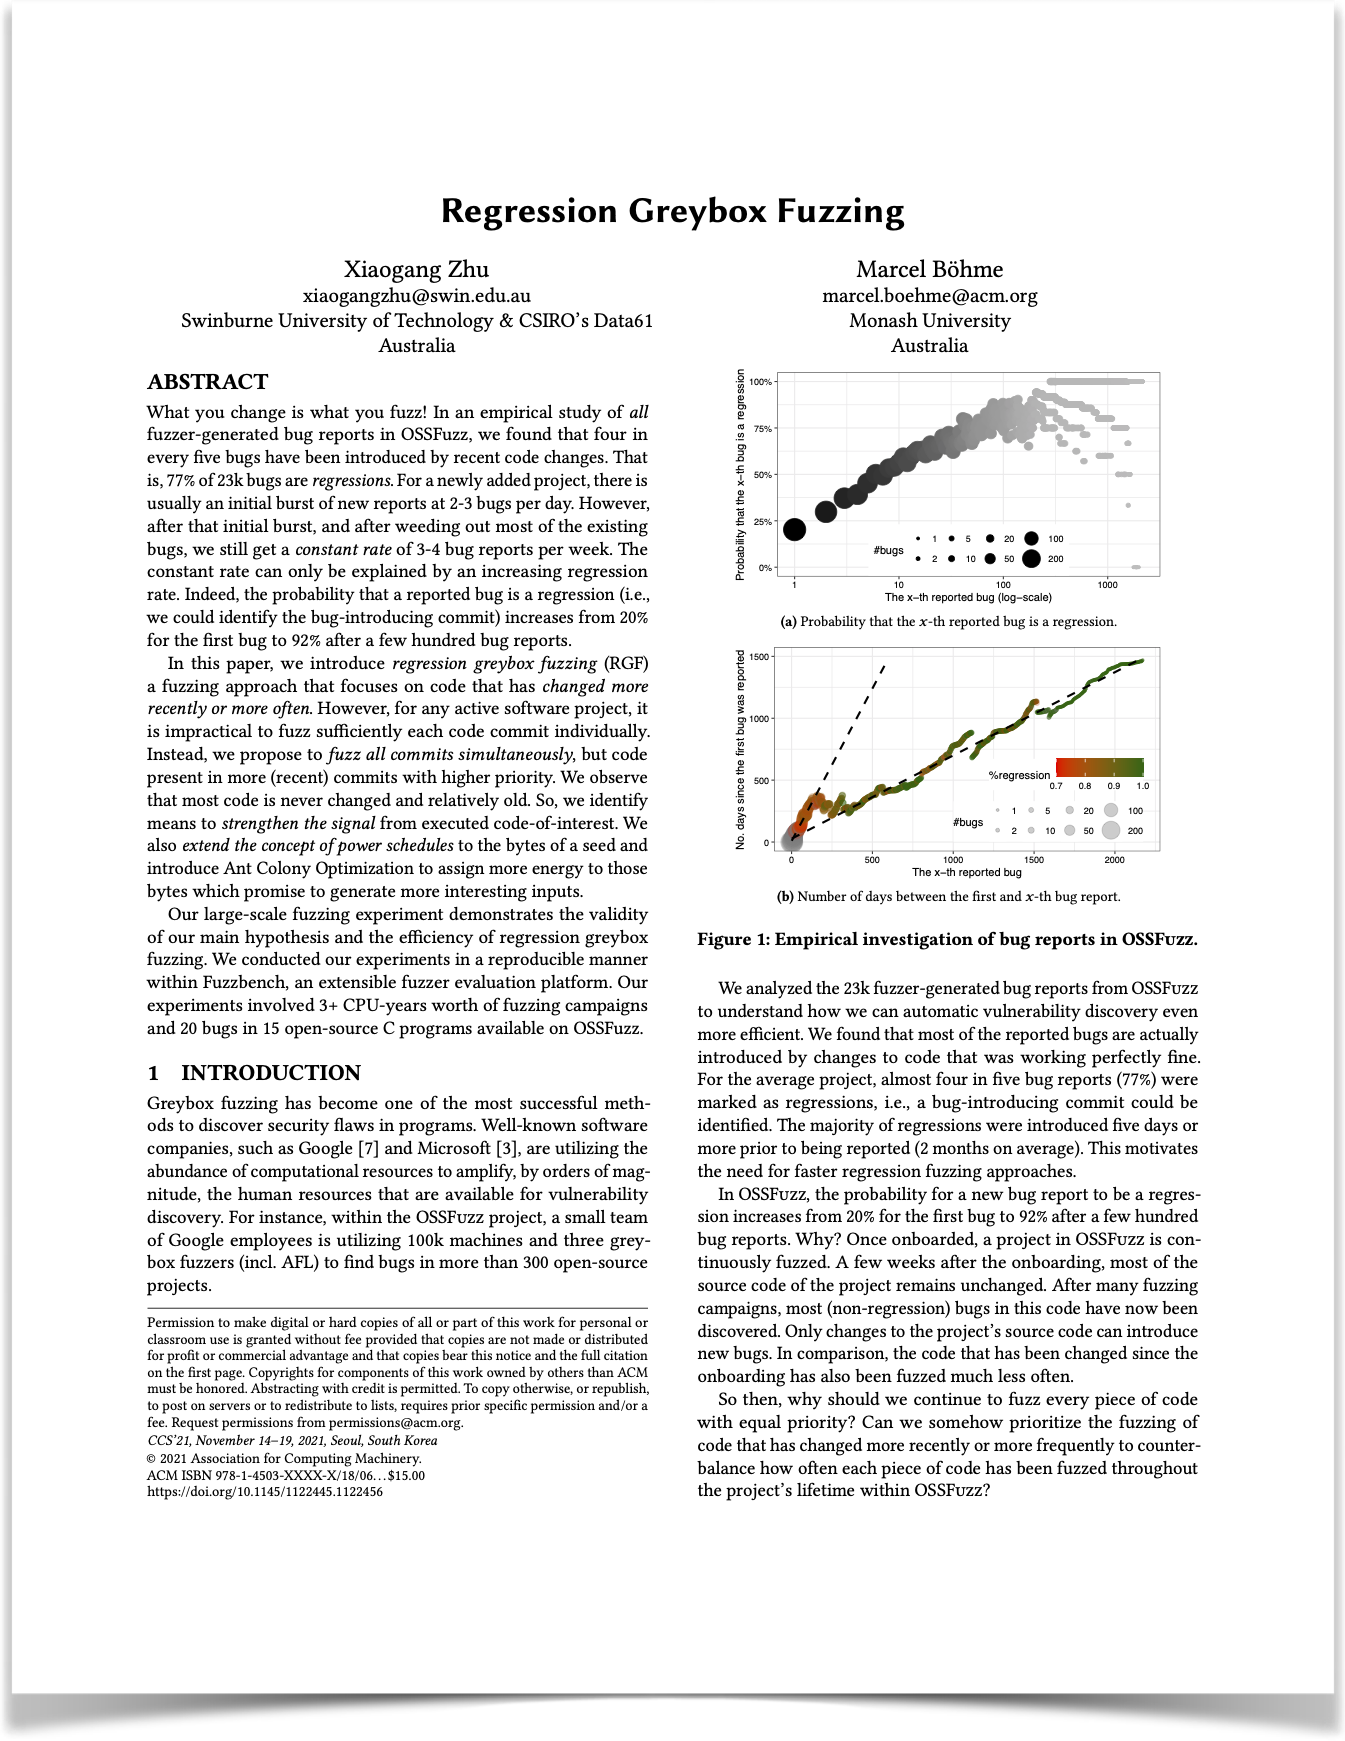 Regression Greybox Fuzzing
Xiaogang Zhu
xiaogangzhu@swin.edu.au
Swinburne University of Technology & CSIRO's Data61
Australia
Marcel Böhme
marcel.boehme@acm.org
Monash University
Australia
ABSTRACT
What you change is what you fuzz! In an empirical study of all
fuzzer-generated bug reports in OSSFuzz, we found that four in
every five bugs have been introduced by recent code changes. That
is, 77% of 23k bugs are regressions. For a newly added project, there is
usually an initial burst of new reports at 2-3 bugs per day. However,
after that initial burst, and after weeding out most of the existing
bugs, we still get a constant rate of 3-4 bug reports per week. The
constant rate can only be explained by an increasing regression
rate. Indeed, the probability that a reported bug is a regression (i.e.,
we could identify the bug-introducing commit) increases from 20%
for the first bug to 92% after a few hundred bug reports.
In this paper, we introduce regression greybox fuzzing (RGF)
a fuzzing approach that focuses on code that has changed more
recently or more often. However, for any active software project, it
is impractical to fuzz sufficiently each code commit individually.
Instead, we propose to fuzz all commits simultaneously, but code
present in more (recent) commits with higher priority. We observe
that most code is never changed and relatively old. So, we identify
means to strengthen the signal from executed code-of-interest. We
also extend the concept of power schedules to the bytes of a seed and
introduce Ant Colony Optimization to assign more energy to those
bytes which promise to generate more interesting inputs.
Our large-scale fuzzing experiment demonstrates the validity
of our main hypothesis and the efficiency of regression greybox
fuzzing. We conducted our experiments in a reproducible manner
within Fuzzbench, an extensible fuzzer evaluation platform. Our
experiments involved 3+ CPU-years worth of fuzzing campaigns
and 20 bugs in 15 open-source C programs available on OSSFuzz.
1 INTRODUCTION
Greybox fuzzing has become one of the most successful meth-
ods to discover security flaws in programs. Well-known software
companies, such as Google [7] and Microsoft [3], are utilizing the
abundance of computational resources to amplify, by orders of mag-
nitude, the human resources that are available for vulnerability
discovery. For instance, within the OSSFuzz project, a small team
of Google employees is utilizing 100k machines and three grey-
box fuzzers (incl. AFL) to find bugs in more than 300 open-source
projects.
Permission to make digital or hard copies of all or part of this work for personal or
classroom use is granted without fee provided that copies are not made or distributed
for profit or commercial advantage and that copies bear this notice and the full citation
on the first page. Copyrights for components of this work owned by others than ACM
must be honored. Abstracting with credit is permitted. To copy otherwise, or republish,
to post on servers or to redistribute to lists, requires prior specific permission and/or a
fee. Request permissions from permissions@acm.org.
CCS'21, November 14–19, 2021, Seoul, South Korea
© 2021 Association for Computing Machinery.
ACM ISBN 978-1-4503-XXXX-X/18/06...$15.00
https://doi.org/10.1145/1122445.1122456
Probability that the x−th bug is a regression
100%
75%
50%
25%
0%
#bugs
1 5 20 100
2 10 50 200
1 10 100 1000
The x−th reported bug (log−scale)
(a) Probability that the x-th reported bug is a regression.
No. days since the first bug was reported
1500
1000
500
0
%regression
0.7 0.8 0.9 1.0
#bugs
1 5 20 100
2 10 50 200
0 500 1000 1500 2000
The x−th reported bug
(b) Number of days between the first and x-th bug report.
Figure 1: Empirical investigation of bug reports in OSSFuzz.
We analyzed the 23k fuzzer-generated bug reports from OSSFuzz
to understand how we can automatic vulnerability discovery even
more efficient. We found that most of the reported bugs are actually
introduced by changes to code that was working perfectly fine.
For the average project, almost four in five bug reports (77%) were
marked as regressions, i.e., a bug-introducing commit could be
identified. The majority of regressions were introduced five days or
more prior to being reported (2 months on average). This motivates
the need for faster regression fuzzing approaches.
In OSSFuzz, the probability for a new bug report to be a regres-
sion increases from 20% for the first bug to 92% after a few hundred
bug reports. Why? Once onboarded, a project in OSSFuzz is con-
tinuously fuzzed. A few weeks after the onboarding, most of the
source code of the project remains unchanged. After many fuzzing
campaigns, most (non-regression) bugs in this code have now been
discovered. Only changes to the project's source code can introduce
new bugs. In comparison, the code that has been changed since the
onboarding has also been fuzzed much less often.
So then, why should we continue to fuzz every piece of code
with equal priority? Can we somehow prioritize the fuzzing of
code that has changed more recently or more frequently to counter-
balance how often each piece of code has been fuzzed throughout
the project's lifetime within OSSFuzz?